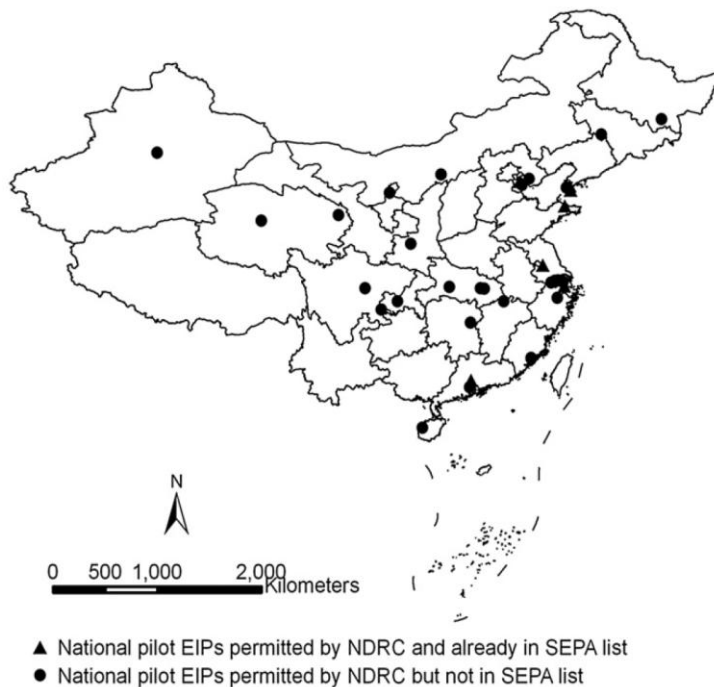 N
0 500 1,000 2,000
Kilometers
▲ National pilot EIPs permitted by NDRC and already in SEPA list
● National pilot EIPs permitted by NDRC but not in SEPA list